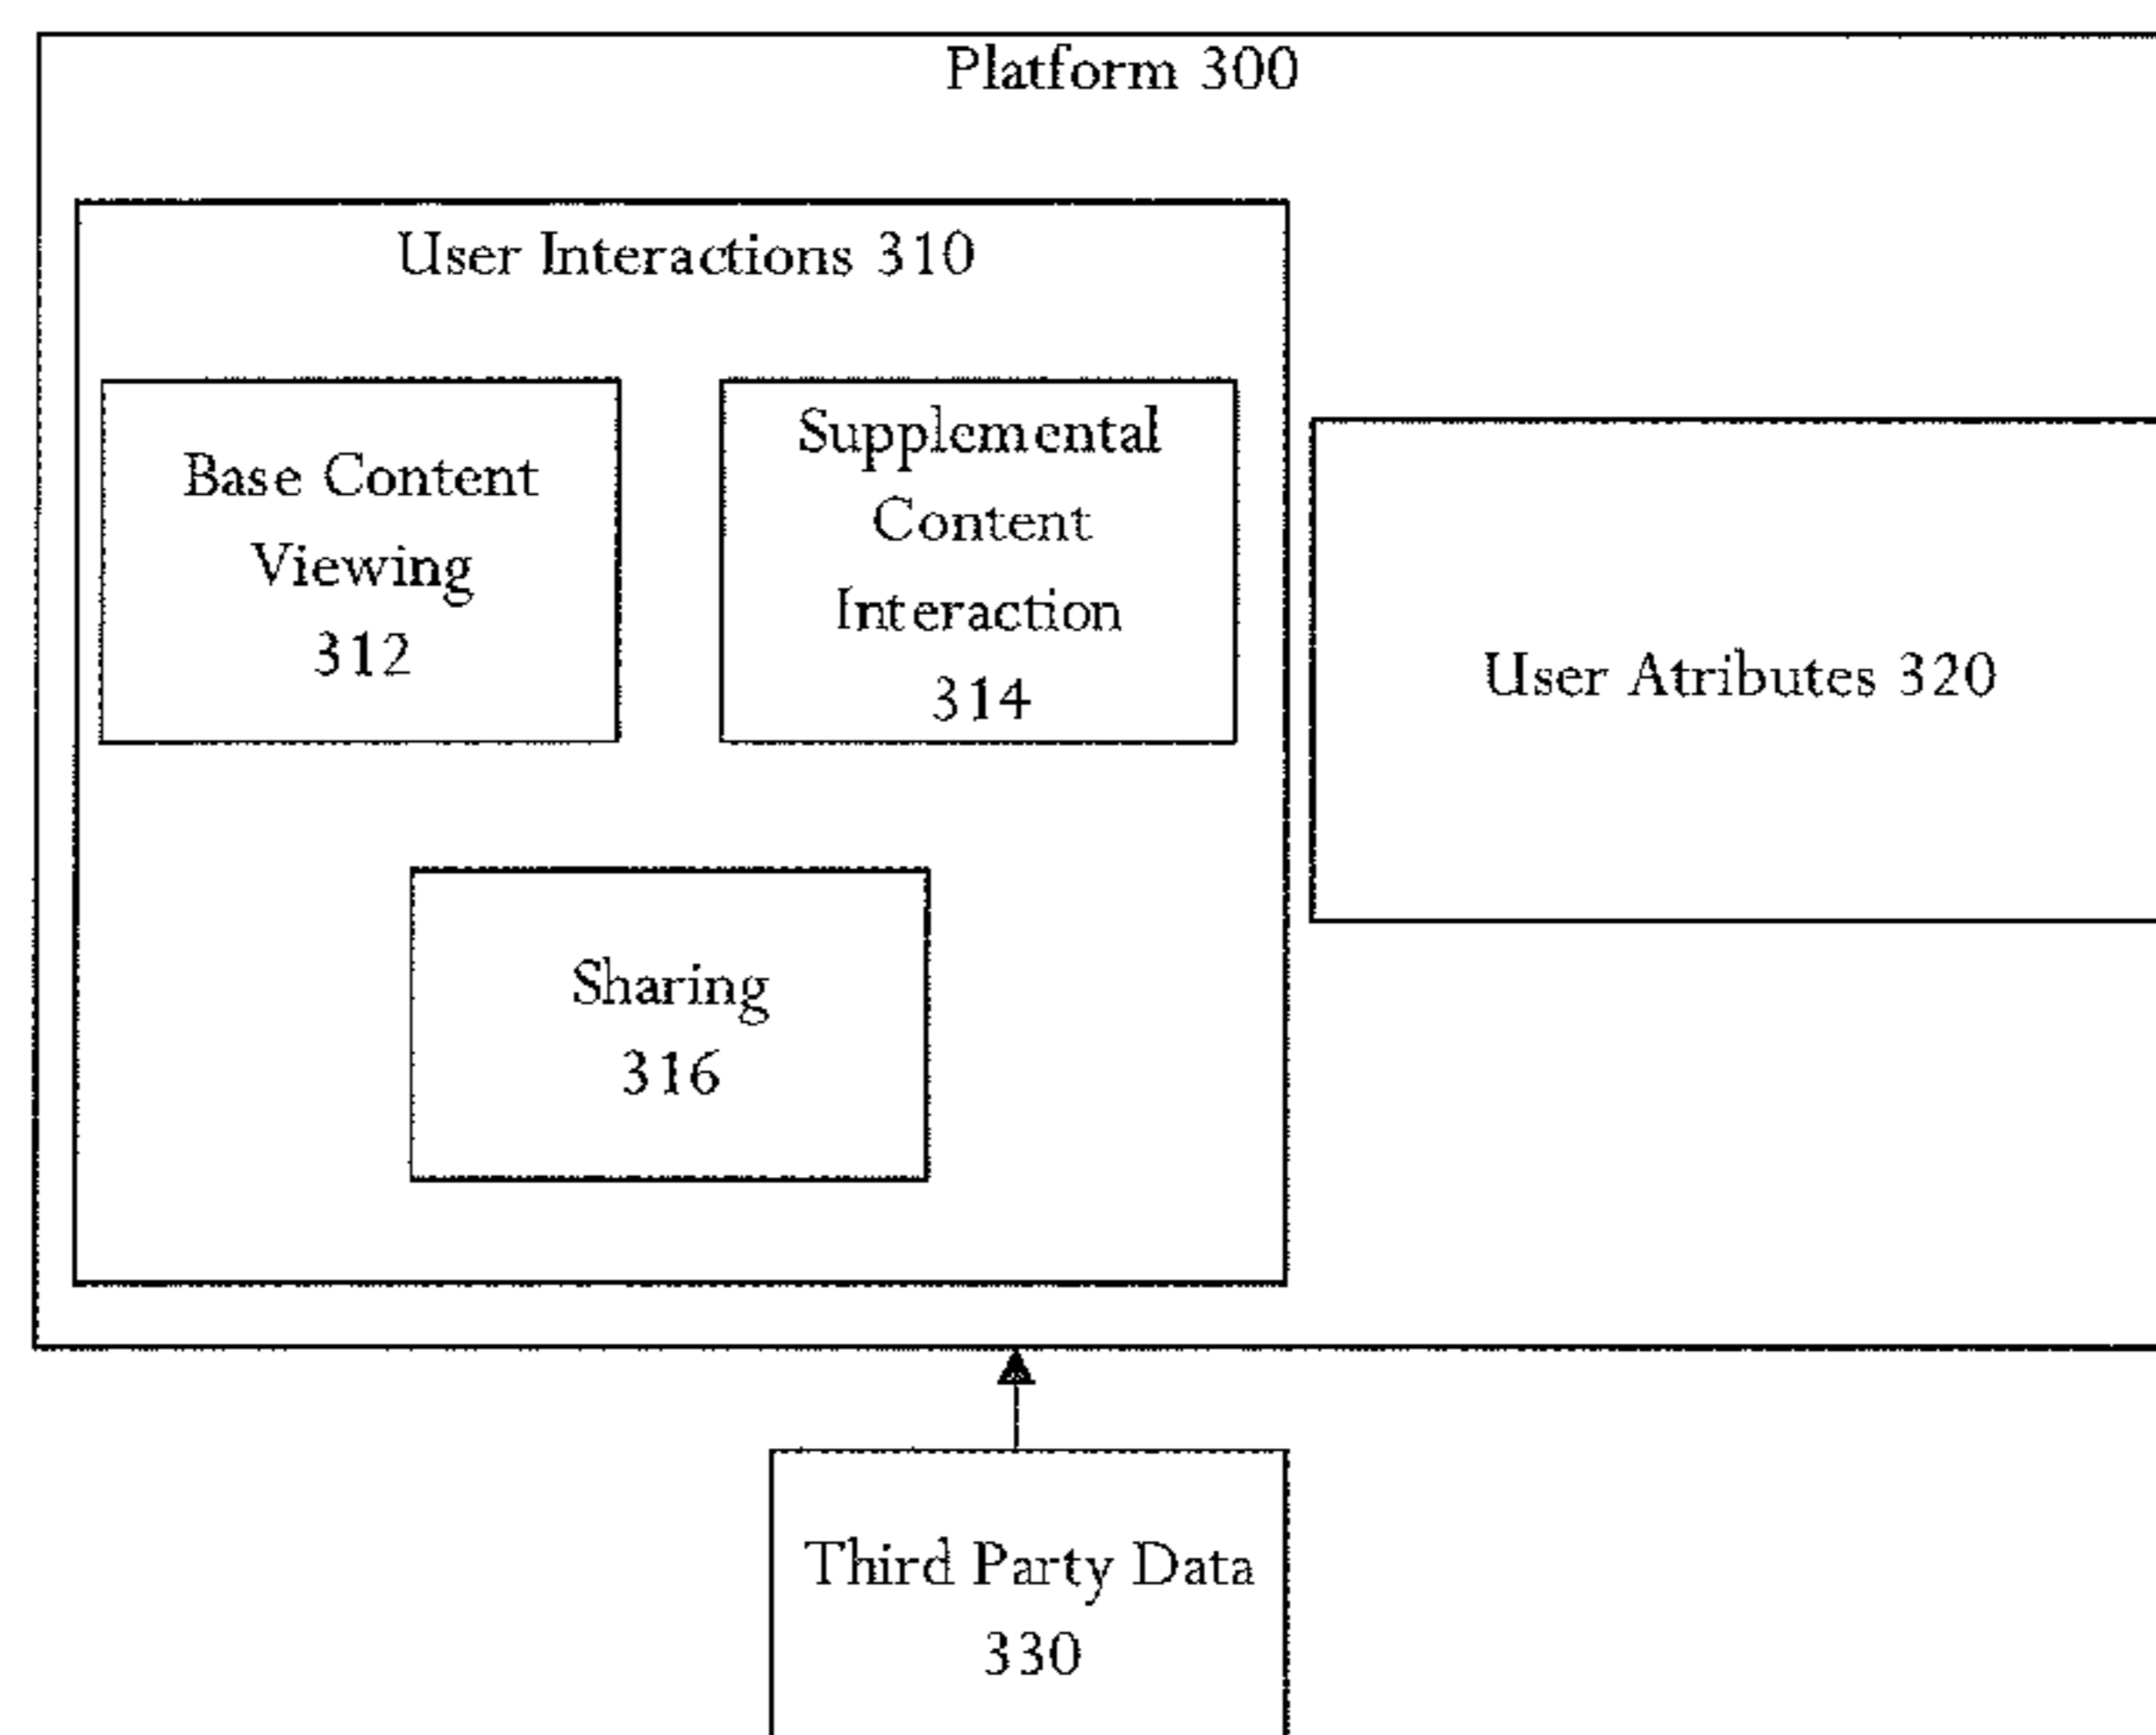 Platform 300
User Interactions 310
Base Content
Viewing
312
Supplemental
Content
Interaction
314
User Atributes 320
Sharing
316
Third Party Data
330